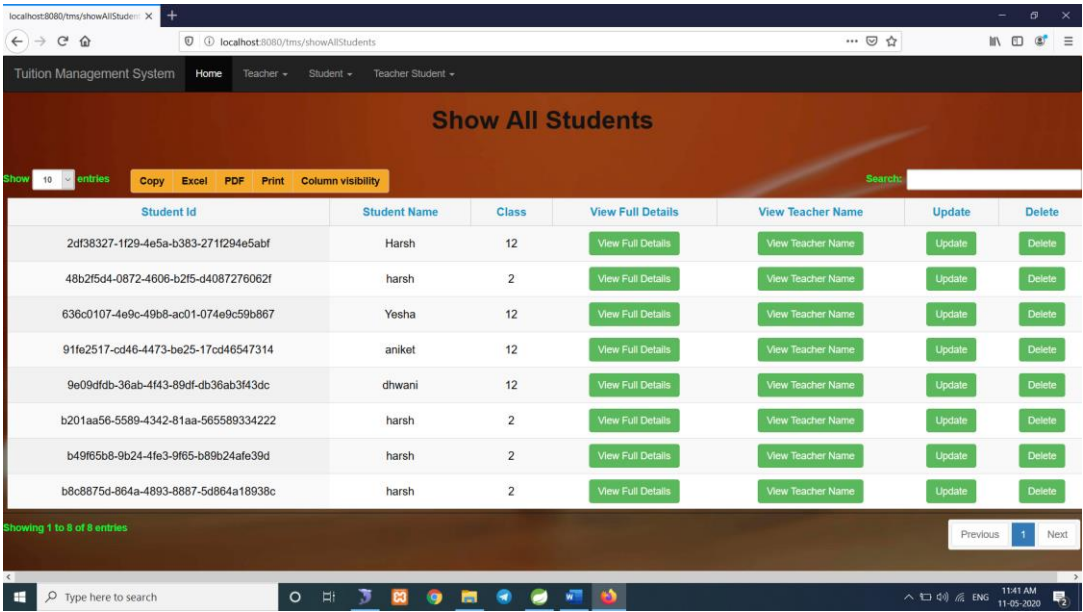 localhost:8080/tms/showAllStuden
localhost:8080/tms/showAllStudents
Tuition Management System Home Teacher Student Teacher Student
Show All Students
Show 10 entries Copy Excel PDF Print Column visibility Search:
Student Id Student Name Class View Full Details View Teacher Name Update Delete
2df38327-1f29-4e5a-b383-271f294e5abf Harsh 12 View Full Details View Teacher Name Update Delete
48b2f5d4-0872-4606-b2f5-d4087276062f harsh 2 View Full Details View Teacher Name Update Delete
636c0107-4e9c-49b8-ac01-074e9c59b867 Yesha 12 View Full Details View Teacher Name Update Delete
91fe2517-cd46-4473-be25-17cd46547314 aniket 12 View Full Details View Teacher Name Update Delete
9e09dfdb-36ab-4f43-89df-db36ab3f43dc dhwani 12 View Full Details View Teacher Name Update Delete
b201aa56-5589-4342-81aa-565589334222 harsh 2 View Full Details View Teacher Name Update Delete
b49f65b8-9b24-4fe3-9f65-b89b24afe39d harsh 2 View Full Details View Teacher Name Update Delete
b8c8875d-864a-4893-8887-5d864a18938c harsh 2 View Full Details View Teacher Name Update Delete
Showing 1 to 8 of 8 entries Previous 1 Next
Type here to search ENG 11:41 AM
11-05-2020